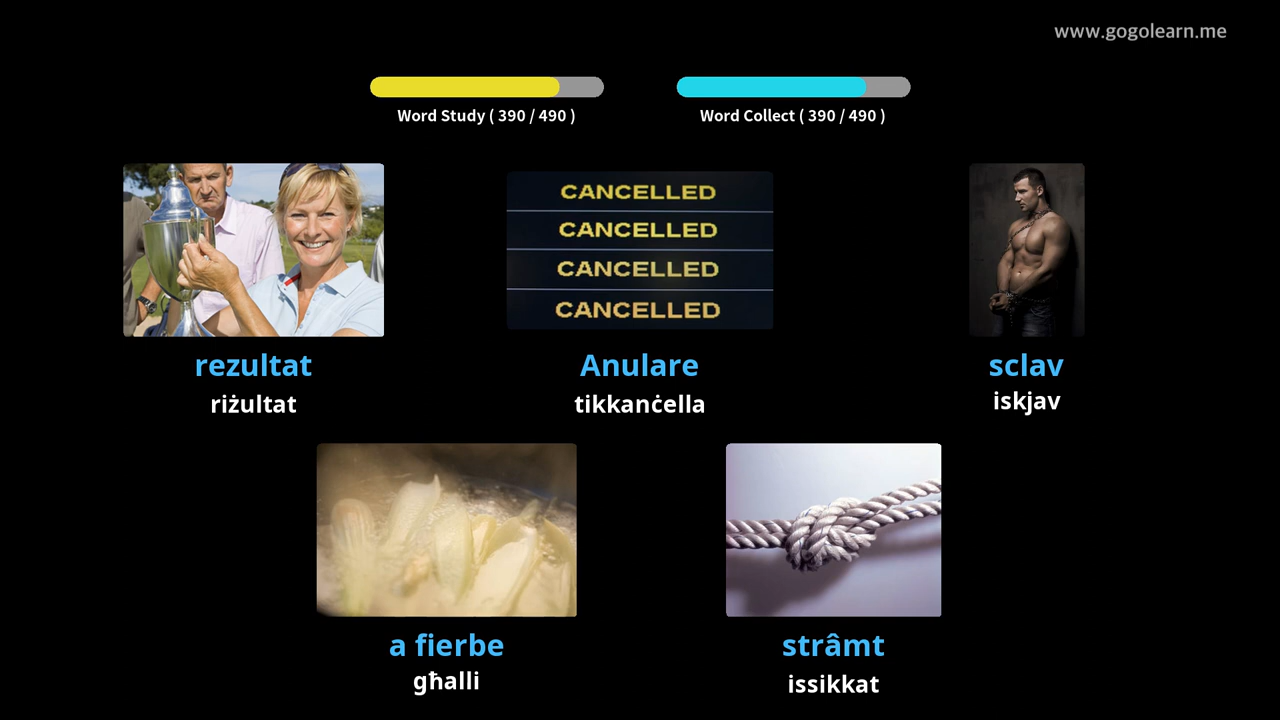 www.gogolearn.me
Word Study ( 390 / 490 )
Word Collect ( 390 / 490 )
CANCELLED
CANCELLED
CANCELLED
CANCELLED
rezultat
riżultat
Anulare
tikkanċella
sclav
iskjav
a fierbe
għalli
strâmt
issikkat